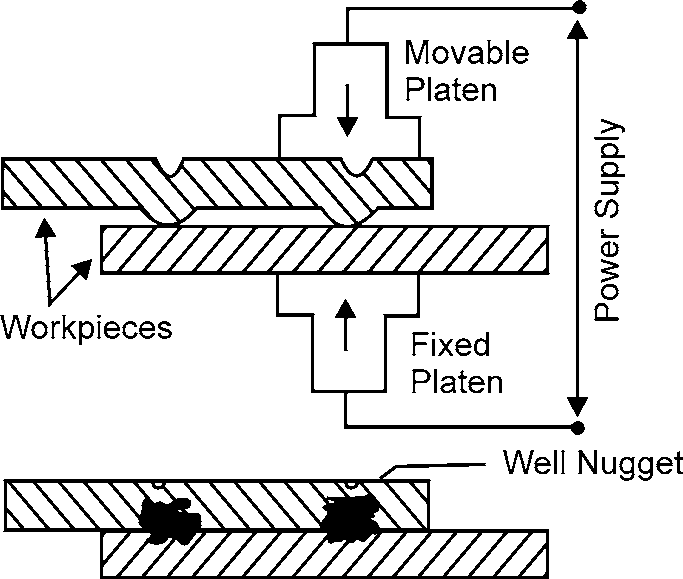 Movable
Platen
Power Supply
Workpieces
Fixed
Platen
Well Nugget